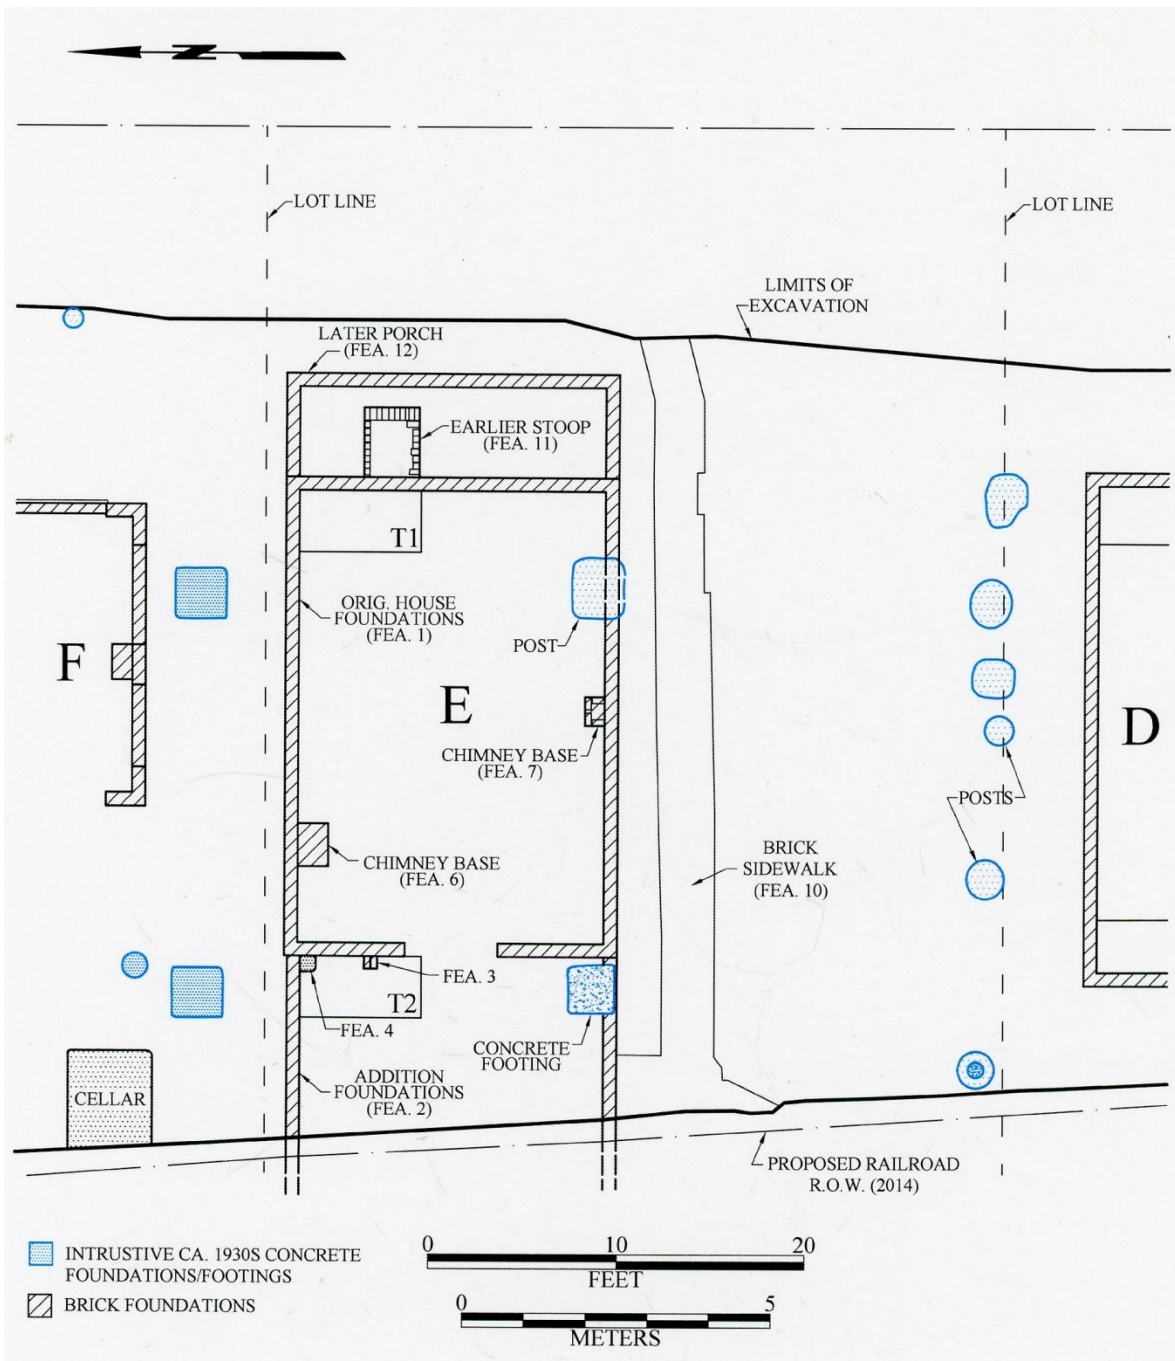 N
LOT LINE
LOT LINE
LIMITS OF
EXCAVATION
LATER PORCH
(FEA. 12)
EARLIER STOOP
(FEA. 11)
T1
ORIG. HOUSE
FOUNDATIONS
(FEA. 1)
POST
F
E
D
CHIMNEY BASE
(FEA. 7)
POSTS
CHIMNEY BASE
(FEA. 6)
BRICK
SIDEWALK
(FEA. 10)
FEA. 3
T2
FEA. 4
CONCRETE
FOOTING
ADDITION
FOUNDATIONS
(FEA. 2)
CELLAR
PROPOSED RAILROAD
R.O.W. (2014)
INTRUSIVE CA. 1930S CONCRETE
FOUNDATIONS/FOOTINGS
BRICK FOUNDATIONS
0 10 20
FEET
0 5
METERS